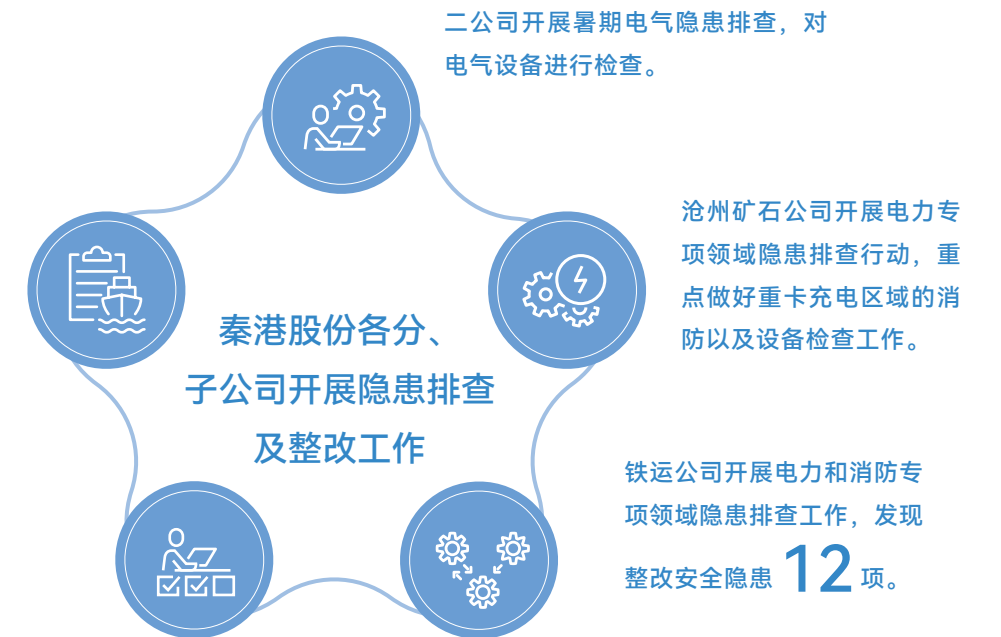 二公司开展暑期电气隐患排查，对
电气设备进行检查。
沧州矿石公司开展电力专
项领域隐患排查行动，重
点做好重卡充电区域的消
防以及设备检查工作。
秦港股份各分、
子公司开展隐患排查
及整改工作
铁运公司开展电力和消防专
项领域隐患排查工作，发现
整改安全隐患 12 项。